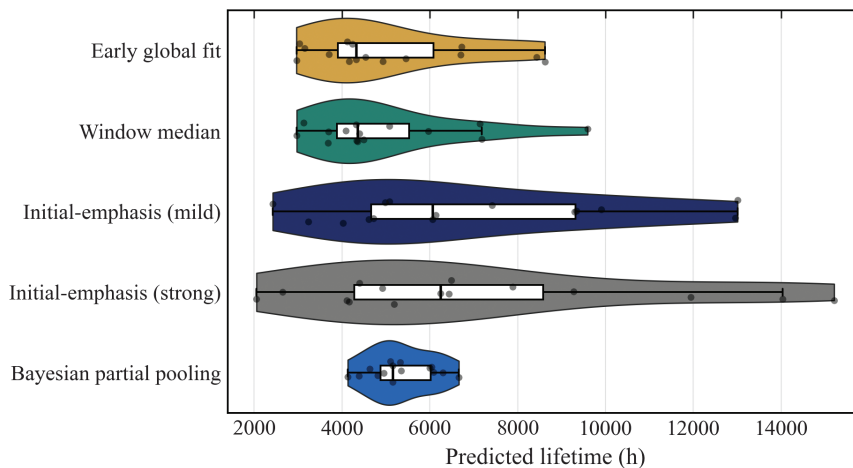 Early global fit
Window median
Initial-emphasis (mild)
Initial-emphasis (strong)
Bayesian partial pooling
2000 4000 6000 8000 10000 12000 14000
Predicted lifetime (h)